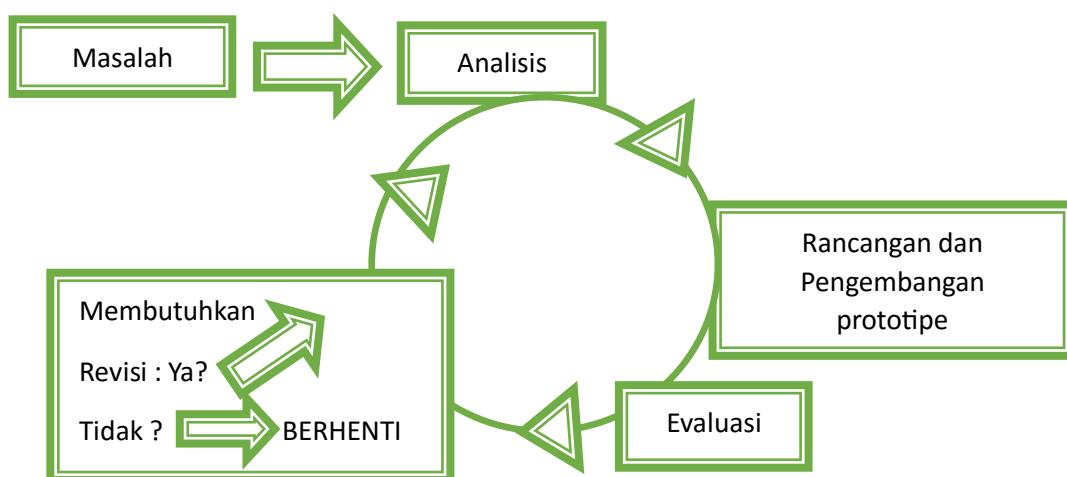 Masalah
Analisis
Rancangan dan
Pengembangan
prototipe
Evaluasi
Membutuhkan
Revisi : Ya?
Tidak ? BERHENTI